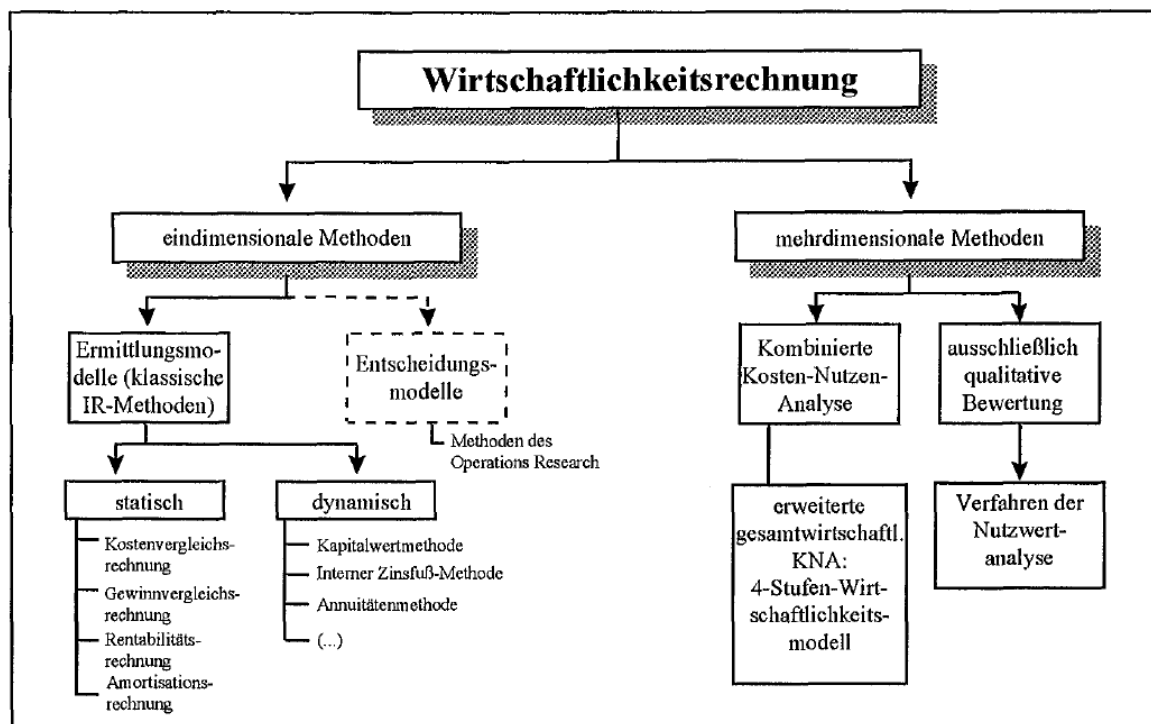 Wirtschaftlichkeitsrechnung
eindimensionale Methoden
mehrdimensionale Methoden
Ermittlungsmo-
delle (klassische
IR-Methoden)
Entscheidungs-
modelle
Methoden des
Operations Research
Kombinierte
Kosten-Nutzen-
Analyse
ausschließlich
qualitative
Bewertung
statisch
Kostenvergleichs-
rechnung
Gewinnvergleichs-
rechnung
Rentabilitäts-
rechnung
Amortisations-
rechnung
dynamisch
Kapitalwertmethode
Interner Zinsfuß-Methode
Annuitätenmethode
(...)
erweiterte
gesamtwirtschaftl.
KNA:
4-Stufen-Wirt-
schaftlichkeits-
modell
Verfahren der
Nutzwert-
analyse